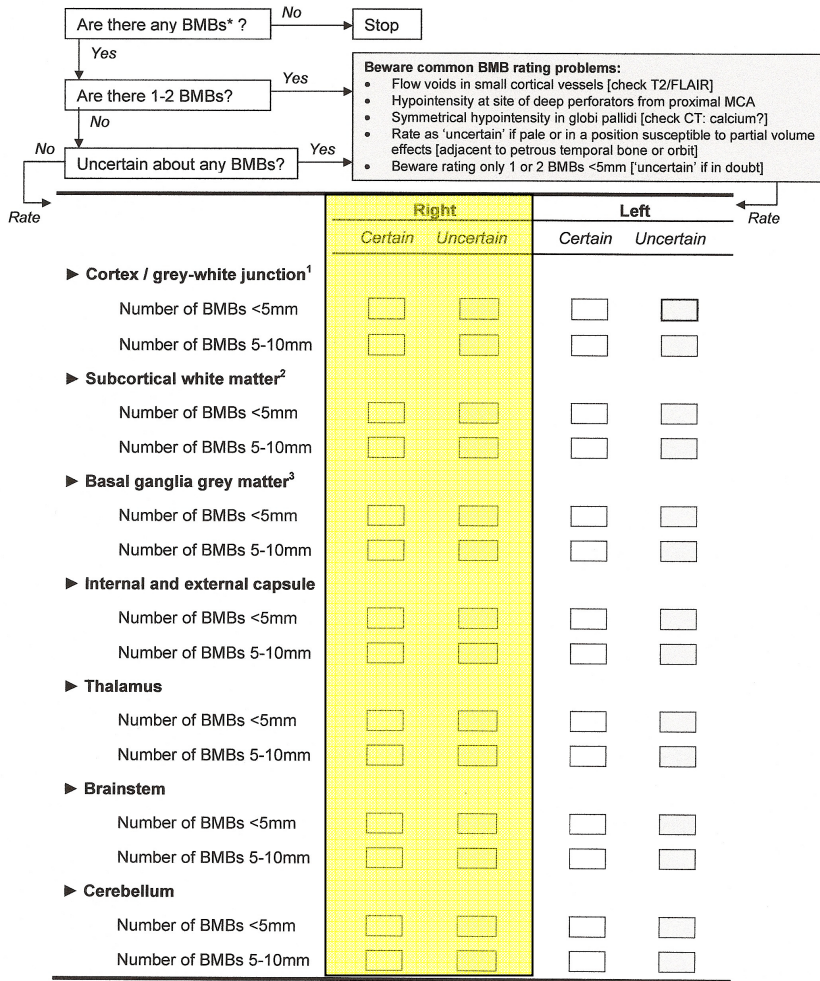 Are there any BMBs* ?
No
Stop
Yes
Are there 1-2 BMBs?
Yes
No
Uncertain about any BMBs?
No
Yes
Rate
Beware common BMB rating problems:
• Flow voids in small cortical vessels [check T2/FLAIR]
• Hypointensity at site of deep perforators from proximal MCA
• Symmetrical hypointensity in globi pallidi [check CT: calcium?]
• Rate as ‘uncertain’ if pale or in a position susceptible to partial volume
effects [adjacent to petrous temporal bone or orbit]
• Beware rating only 1 or 2 BMBs <5mm [‘uncertain’ if in doubt]
Rate
Right Left
Certain Uncertain Certain Uncertain
► Cortex / grey-white junction¹
Number of BMBs <5mm
Number of BMBs 5-10mm
► Subcortical white matter²
Number of BMBs <5mm
Number of BMBs 5-10mm
► Basal ganglia grey matter³
Number of BMBs <5mm
Number of BMBs 5-10mm
► Internal and external capsule
Number of BMBs <5mm
Number of BMBs 5-10mm
► Thalamus
Number of BMBs <5mm
Number of BMBs 5-10mm
► Brainstem
Number of BMBs <5mm
Number of BMBs 5-10mm
► Cerebellum
Number of BMBs <5mm
Number of BMBs 5-10mm